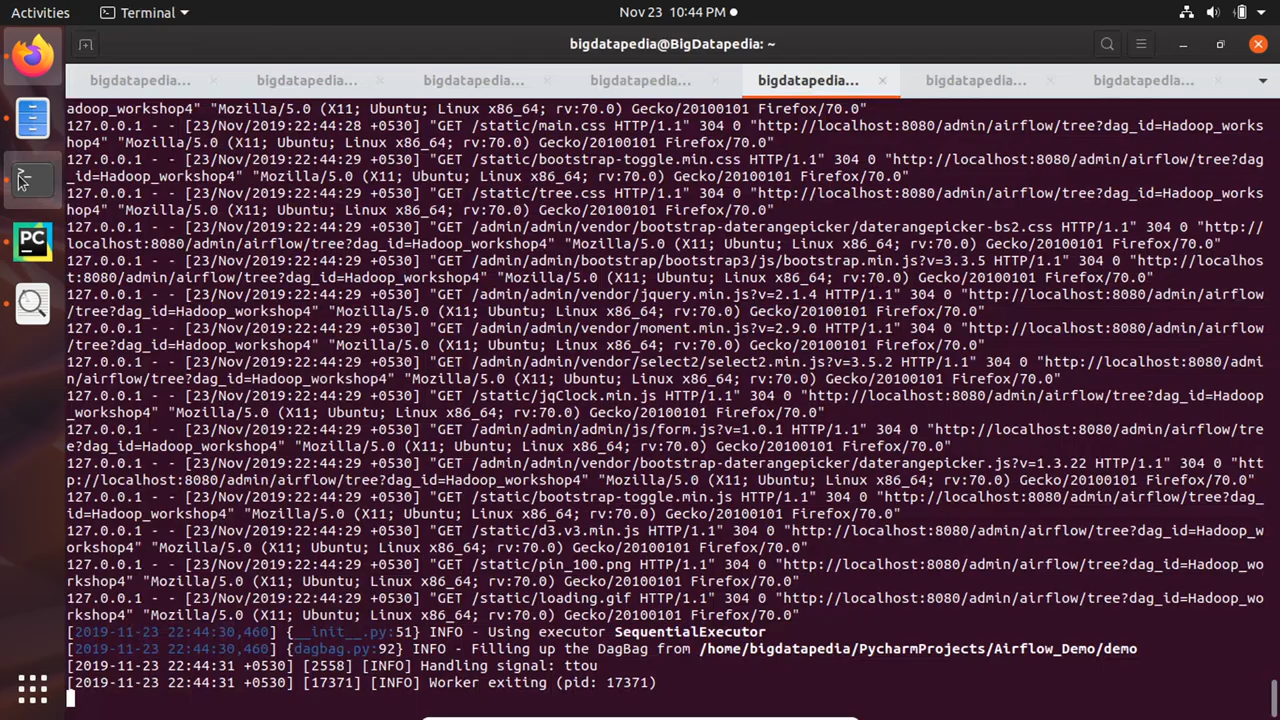 Activities Terminal Nov 23 10:44 PM
bigdatapedia@BigDatapedia: ~
bigdatapedia... bigdatapedia... bigdatapedia... bigdatapedia... bigdatapedia... bigdatapedia... bigdatapedia...
adoop_workshop4" "Mozilla/5.0 (X11; Ubuntu; Linux x86_64; rv:70.0) Gecko/20100101 Firefox/70.0"
127.0.0.1 - - [23/Nov/2019:22:44:28 +0530] "GET /static/main.css HTTP/1.1" 304 0 "http://localhost:8080/admin/airflow/tree?dag_id=Hadoop_works
hop4" "Mozilla/5.0 (X11; Ubuntu; Linux x86_64; rv:70.0) Gecko/20100101 Firefox/70.0"
127.0.0.1 - - [23/Nov/2019:22:44:29 +0530] "GET /static/bootstrap-toggle.min.css HTTP/1.1" 304 0 "http://localhost:8080/admin/airflow/tree?dag
_id=Hadoop_workshop4" "Mozilla/5.0 (X11; Ubuntu; Linux x86_64; rv:70.0) Gecko/20100101 Firefox/70.0"
127.0.0.1 - - [23/Nov/2019:22:44:29 +0530] "GET /static/tree.css HTTP/1.1" 304 0 "http://localhost:8080/admin/airflow/tree?dag_id=Hadoop_works
hop4" "Mozilla/5.0 (X11; Ubuntu; Linux x86_64; rv:70.0) Gecko/20100101 Firefox/70.0"
127.0.0.1 - - [23/Nov/2019:22:44:29 +0530] "GET /admin/vendor/bootstrap-daterangepicker/daterangepicker-bs2.css HTTP/1.1" 304 0 "http://
localhost:8080/admin/airflow/tree?dag_id=Hadoop_workshop4" "Mozilla/5.0 (X11; Ubuntu; Linux x86_64; rv:70.0) Gecko/20100101 Firefox/70.0"
127.0.0.1 - - [23/Nov/2019:22:44:29 +0530] "GET /admin/bootstrap/bootstrap3/js/bootstrap.min.js?v=3.3.5 HTTP/1.1" 304 0 "http://localhos
t:8080/admin/airflow/tree?dag_id=Hadoop_workshop4" "Mozilla/5.0 (X11; Ubuntu; Linux x86_64; rv:70.0) Gecko/20100101 Firefox/70.0"
127.0.0.1 - - [23/Nov/2019:22:44:29 +0530] "GET /admin/vendor/jquery.min.js?v=2.1.4 HTTP/1.1" 304 0 "http://localhost:8080/admin/airflow
/tree?dag_id=Hadoop_workshop4" "Mozilla/5.0 (X11; Ubuntu; Linux x86_64; rv:70.0) Gecko/20100101 Firefox/70.0"
127.0.0.1 - - [23/Nov/2019:22:44:29 +0530] "GET /admin/vendor/moment.min.js?v=2.9.0 HTTP/1.1" 304 0 "http://localhost:8080/admin/airflow
/tree?dag_id=Hadoop_workshop4" "Mozilla/5.0 (X11; Ubuntu; Linux x86_64; rv:70.0) Gecko/20100101 Firefox/70.0"
127.0.0.1 - - [23/Nov/2019:22:44:29 +0530] "GET /admin/vendor/select2/select2.min.js?v=3.5.2 HTTP/1.1" 304 0 "http://localhost:8080/admi
n/airflow/tree?dag_id=Hadoop_workshop4" "Mozilla/5.0 (X11; Ubuntu; Linux x86_64; rv:70.0) Gecko/20100101 Firefox/70.0"
127.0.0.1 - - [23/Nov/2019:22:44:29 +0530] "GET /static/jqClock.min.js HTTP/1.1" 304 0 "http://localhost:8080/admin/airflow/tree?dag_id=Hadoop
_workshop4" "Mozilla/5.0 (X11; Ubuntu; Linux x86_64; rv:70.0) Gecko/20100101 Firefox/70.0"
127.0.0.1 - - [23/Nov/2019:22:44:29 +0530] "GET /admin/admin/js/form.js?v=1.0.1 HTTP/1.1" 304 0 "http://localhost:8080/admin/airflow/tre
e?dag_id=Hadoop_workshop4" "Mozilla/5.0 (X11; Ubuntu; Linux x86_64; rv:70.0) Gecko/20100101 Firefox/70.0"
127.0.0.1 - - [23/Nov/2019:22:44:29 +0530] "GET /admin/vendor/bootstrap-daterangepicker/daterangepicker.js?v=1.3.22 HTTP/1.1" 304 0 "htt
p://localhost:8080/admin/airflow/tree?dag_id=Hadoop_workshop4" "Mozilla/5.0 (X11; Ubuntu; Linux x86_64; rv:70.0) Gecko/20100101 Firefox/70.0"
127.0.0.1 - - [23/Nov/2019:22:44:29 +0530] "GET /static/bootstrap-toggle.min.js HTTP/1.1" 304 0 "http://localhost:8080/admin/airflow/tree?dag_
id=Hadoop_workshop4" "Mozilla/5.0 (X11; Ubuntu; Linux x86_64; rv:70.0) Gecko/20100101 Firefox/70.0"
127.0.0.1 - - [23/Nov/2019:22:44:29 +0530] "GET /static/d3.v3.min.js HTTP/1.1" 304 0 "http://localhost:8080/admin/airflow/tree?dag_id=Hadoop_w
orkshop4" "Mozilla/5.0 (X11; Ubuntu; Linux x86_64; rv:70.0) Gecko/20100101 Firefox/70.0"
127.0.0.1 - - [23/Nov/2019:22:44:29 +0530] "GET /static/pin_100.png HTTP/1.1" 304 0 "http://localhost:8080/admin/airflow/tree?dag_id=Hadoop_wo
rkshop4" "Mozilla/5.0 (X11; Ubuntu; Linux x86_64; rv:70.0) Gecko/20100101 Firefox/70.0"
127.0.0.1 - - [23/Nov/2019:22:44:29 +0530] "GET /static/loading.gif HTTP/1.1" 304 0 "http://localhost:8080/admin/airflow/tree?dag_id=Hadoop_wo
rkshop4" "Mozilla/5.0 (X11; Ubuntu; Linux x86_64; rv:70.0) Gecko/20100101 Firefox/70.0"
[2019-11-23 22:44:30,460] {__init__.py:51} INFO - Using executor SequentialExecutor
[2019-11-23 22:44:30,460] {dagbag.py:92} INFO - Filling up the DagBag from /home/bigdatapedia/PycharmProjects/Airflow_Demo/demo
[2019-11-23 22:44:31 +0530] [2558] [INFO] Handling signal: ttou
[2019-11-23 22:44:31 +0530] [17371] [INFO] Worker exiting (pid: 17371)
PC